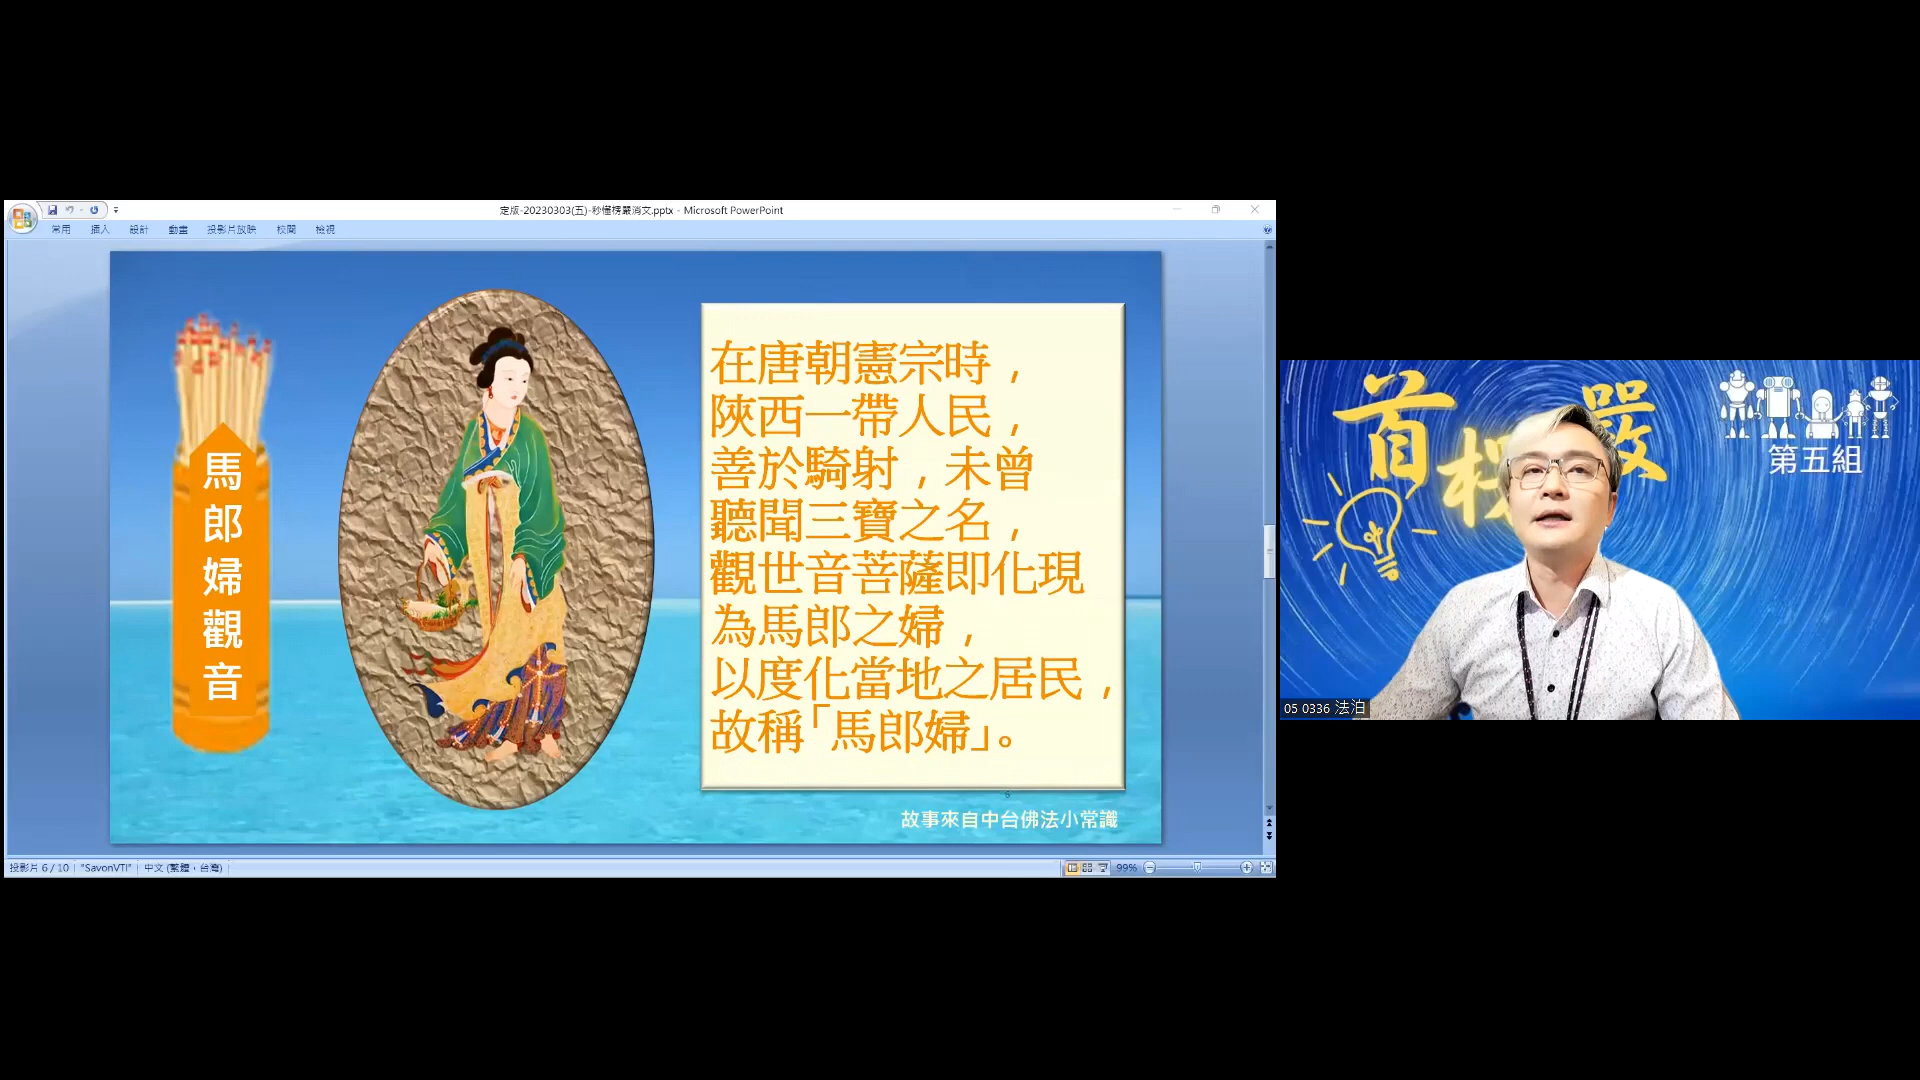 定版-20230303(五)-秒懂楞嚴消文.pptx - Microsoft PowerPoint
常用 插入 設計 動畫 投影片放映 校閱 檢視
馬郎婦觀音
在唐朝憲宗時，
陝西一帶人民，
善於騎射，未曾
聽聞三寶之名，
觀世音菩薩即化現
為馬郎之婦，
以度化當地之居民，
故稱「馬郎婦」。
故事來自中台佛法小常識
投影片 6 / 10 "SavonVTI" 中文 (繁體，台灣) 99%
首楞嚴
第五組
05 0336 法泊